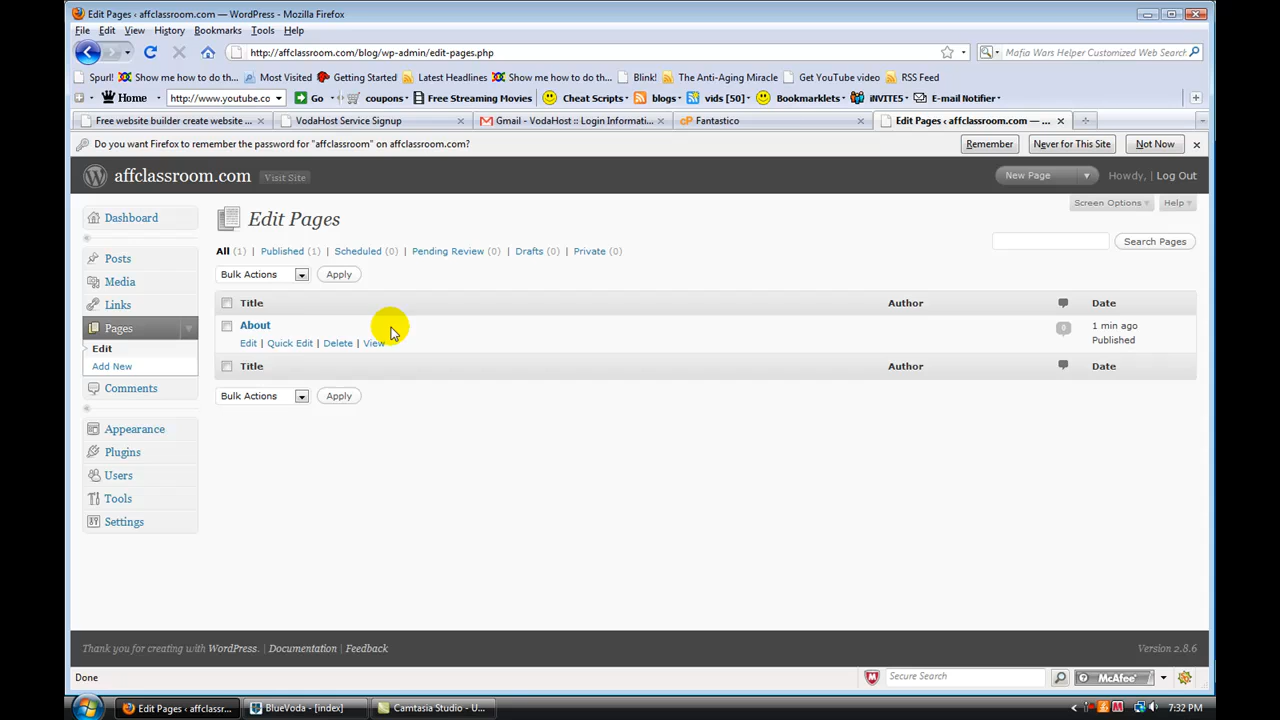 Edit Pages ‹ affclassroom.com — WordPress - Mozilla Firefox
File Edit View History Bookmarks Tools Help
http://affclassroom.com/blog/wp-admin/edit-pages.php
Mafia Wars Helper Customized Web Search
Spurl! Show me how to do th... Most Visited Getting Started Latest Headlines Show me how to do th... Blink! The Anti-Aging Miracle Get YouTube video RSS Feed
Home http://www.youtube.co Go coupons Free Streaming Movies Cheat Scripts blogs vids [50] Bookmarklets iNViTE5 E-mail Notifier
Free website builder create website ... VodaHost Service Signup Gmail - VodaHost :: Login Informati... Fantastico Edit Pages ‹ affclassroom.com — ...
Do you want Firefox to remember the password for "affclassroom" on affclassroom.com? Remember Never for This Site Not Now
affclassroom.com Visit Site New Page Howdy, | Log Out
Screen Options Help
Dashboard
Posts
Media
Links
Pages
Edit
Add New
Comments
Appearance
Plugins
Users
Tools
Settings
Edit Pages
All (1) | Published (1) | Scheduled (0) | Pending Review (0) | Drafts (0) | Private (0)
Search Pages
Bulk Actions Apply
Title Author Date
About 0 1 min ago
Edit | Quick Edit | Delete | View Published
Title Author Date
Bulk Actions Apply
Thank you for creating with WordPress. | Documentation | Feedback Version 2.8.6
Done Secure Search McAfee
Edit Pages ‹ affclassr... BlueVoda - [index] Camtasia Studio - U... 7:32 PM